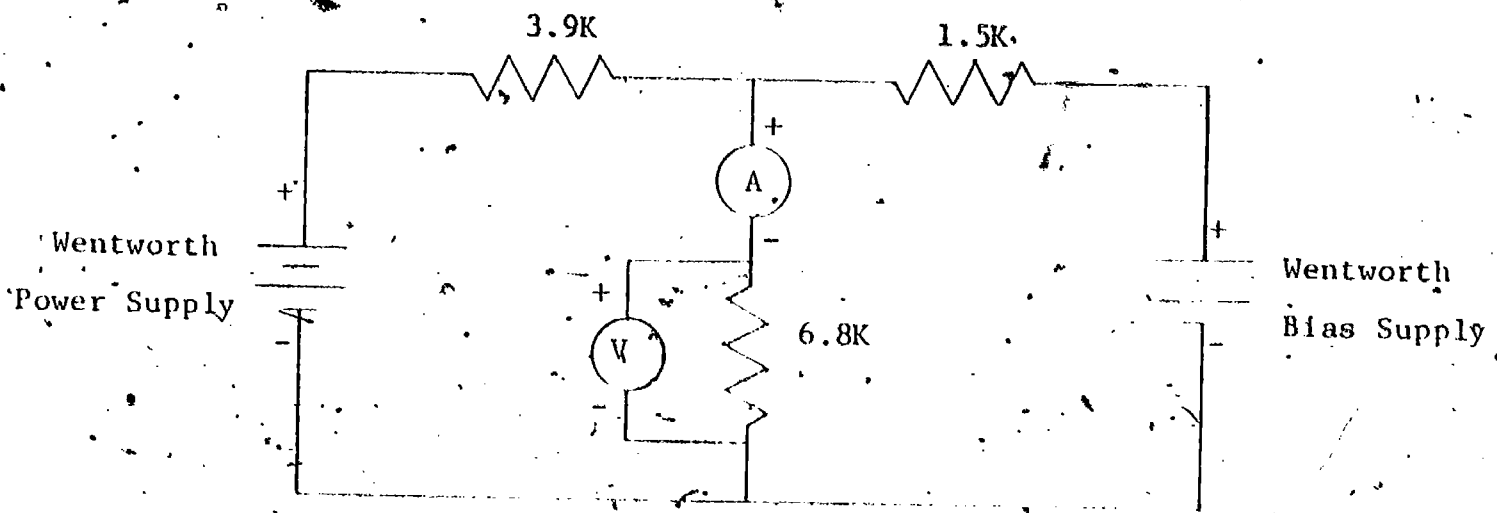 3.9K
1.5K
+
A
+
-
+
Wentworth
Power Supply
-
+
V
-
6.8K
+
Wentworth
Bias Supply
-